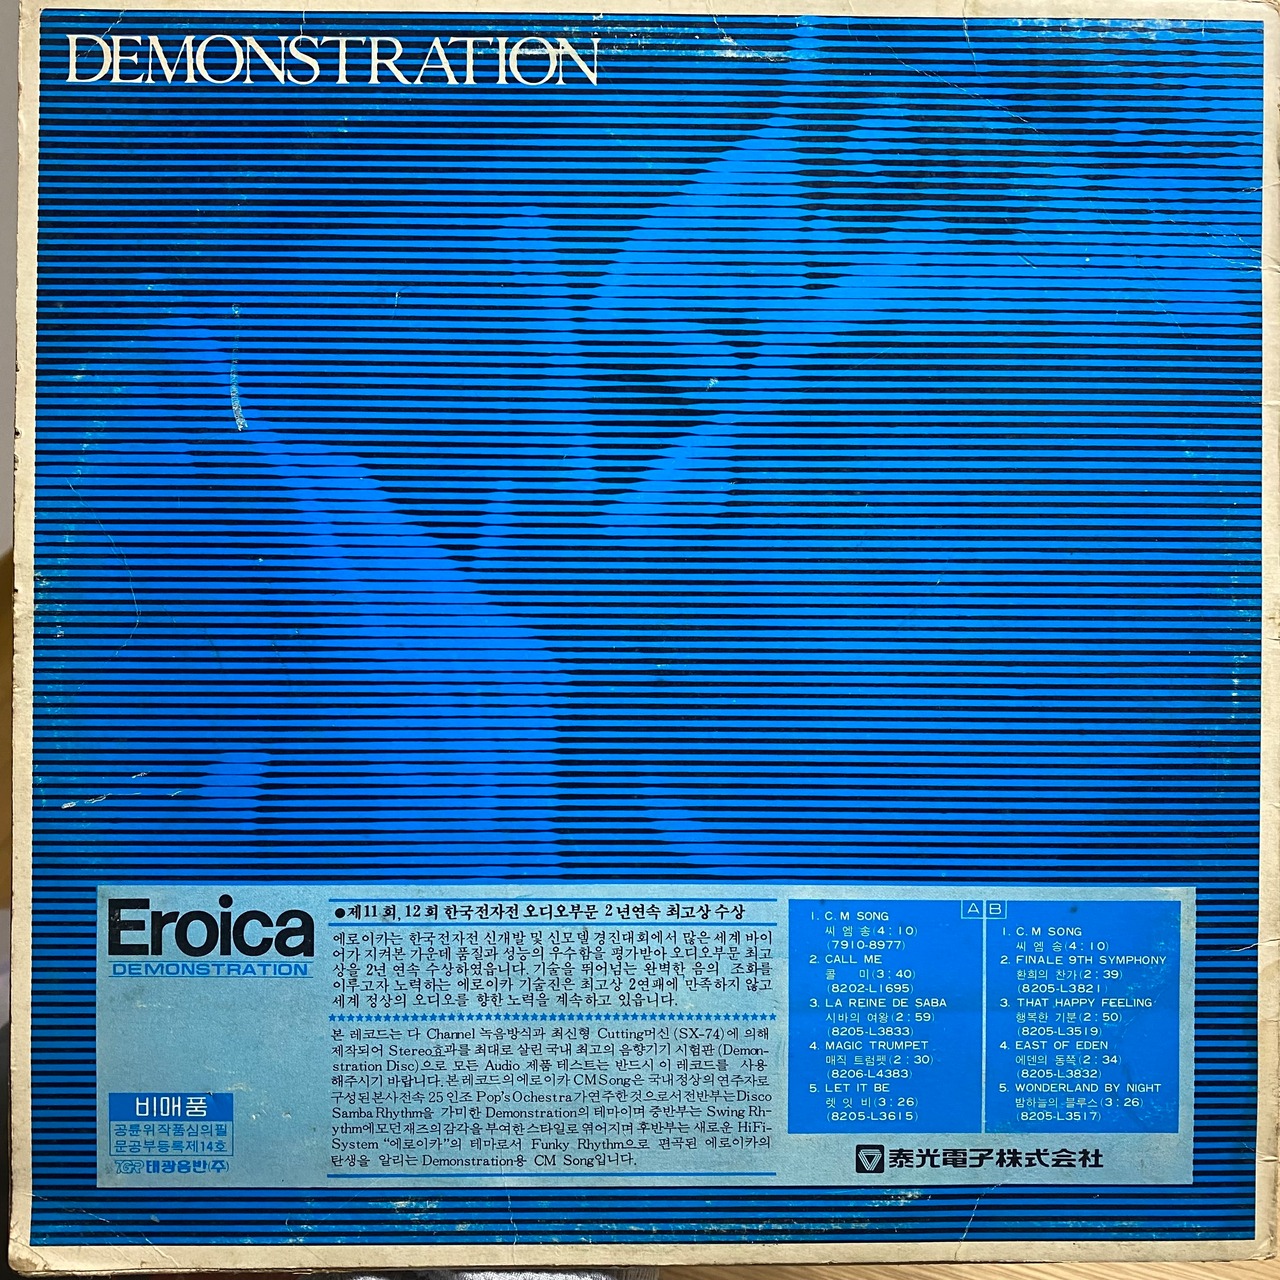 DEMONSTRATION
Eroica
DEMONSTRATION
비매품
공륜위작품심의필
문공부등록제14호
TGR 태광음반(주)
●제11회, 12회 한국전자전 오디오부문 2년연속 최고상 수상
에로이카는 한국전자전 신개발 및 신모델 경진대회에서 많은 세계 바이
어가 지켜본 가운데 품질과 성능의 우수함을 평가받아 오디오부문 최고
상을 2년 연속 수상하였읍니다. 기술을 뛰어넘는 완벽한 음의 조화를
이루고자 노력하는 에로이카 기술진은 최고상 2연패에 만족하지 않고
세계 정상의 오디오를 향한 노력을 계속하고 있읍니다.
본 레코드는 다 Channel 녹음방식과 최신형 Cutting머신 (SX-74)에 의해
제작되어 Stereo효과를 최대로 살린 국내 최고의 음향기기 시험판 (Demon-
stration Disc)으로 모든 Audio 제품 테스트는 반드시 이 레코드를 사용
해주시기 바랍니다. 본 레코드의 에로이카 CM Song은 국내정상의 연주자로
구성된 본사전속 25인조 Pop's Ochestra가 연주한 것으로서 전반부는 Disco
Samba Rhythm을 가미한 Demonstration의 테마이며 중반부는 Swing Rh-
ythm의 모던재즈의 감각을 부여한 스타일로 엮어지며 후반부는 새로운 HiFi-
System "에로이카"의 테마로서 Funky Rhythm으로 편곡된 에로이카의
탄생을 알리는 Demonstration용 CM Song입니다.
A B
1. C. M SONG
씨 엠 송(4 : 10)
(7910-8977)
2. CALL ME
콜 미(3 : 40)
(8202-L1695)
3. LA REINE DE SABA
시바의 여왕(2 : 59)
(8205-L3833)
4. MAGIC TRUMPET
매직 트럼펫(2 : 30)
(8206-L4383)
5. LET IT BE
렛 잇 비(3 : 26)
(8205-L3615)
1. C. M SONG
씨 엠 송(4 : 10)
2. FINALE 9TH SYMPHONY
환희의 찬가(2 : 39)
(8205-L3821)
3. THAT HAPPY FEELING
행복한 기분(2 : 50)
(8205-L3519)
4. EAST OF EDEN
에덴의 동쪽(2 : 34)
(8205-L3832)
5. WONDERLAND BY NIGHT
밤하늘의 블루스(3 : 26)
(8205-L3517)
泰光電子株式会社